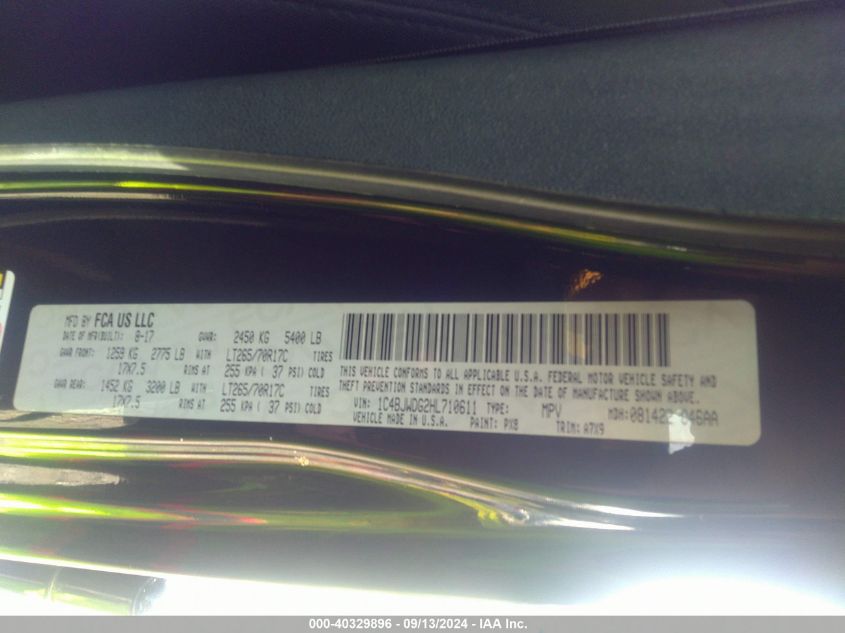 MFD BY FCA US LLC
DATE OF MFR(BUILT): 8-17 GVWR: 2450 KG 5400 LB
GAWR FRONT: 1259 KG 2775 LB WITH LT265/70R17C TIRES
17X7.5 RIMS AT 255 KPA ( 37 PSI) COLD
GAWR REAR: 1452 KG 3200 LB WITH LT265/70R17C TIRES
17X7.5 RIMS AT 255 KPA ( 37 PSI) COLD
THIS VEHICLE CONFORMS TO ALL APPLICABLE U.S.A. FEDERAL MOTOR VEHICLE SAFETY AND
THEFT PREVENTION STANDARDS IN EFFECT ON THE DATE OF MANUFACTURE SHOWN ABOVE.
VIN: 1C4BJWDG2HL710611 TYPE: MPV MDH:
VEHICLE MADE IN U.S.A. PAINT: PX8 TRIM: A7X9
000-40329896 - 09/13/2024 - IAA Inc.